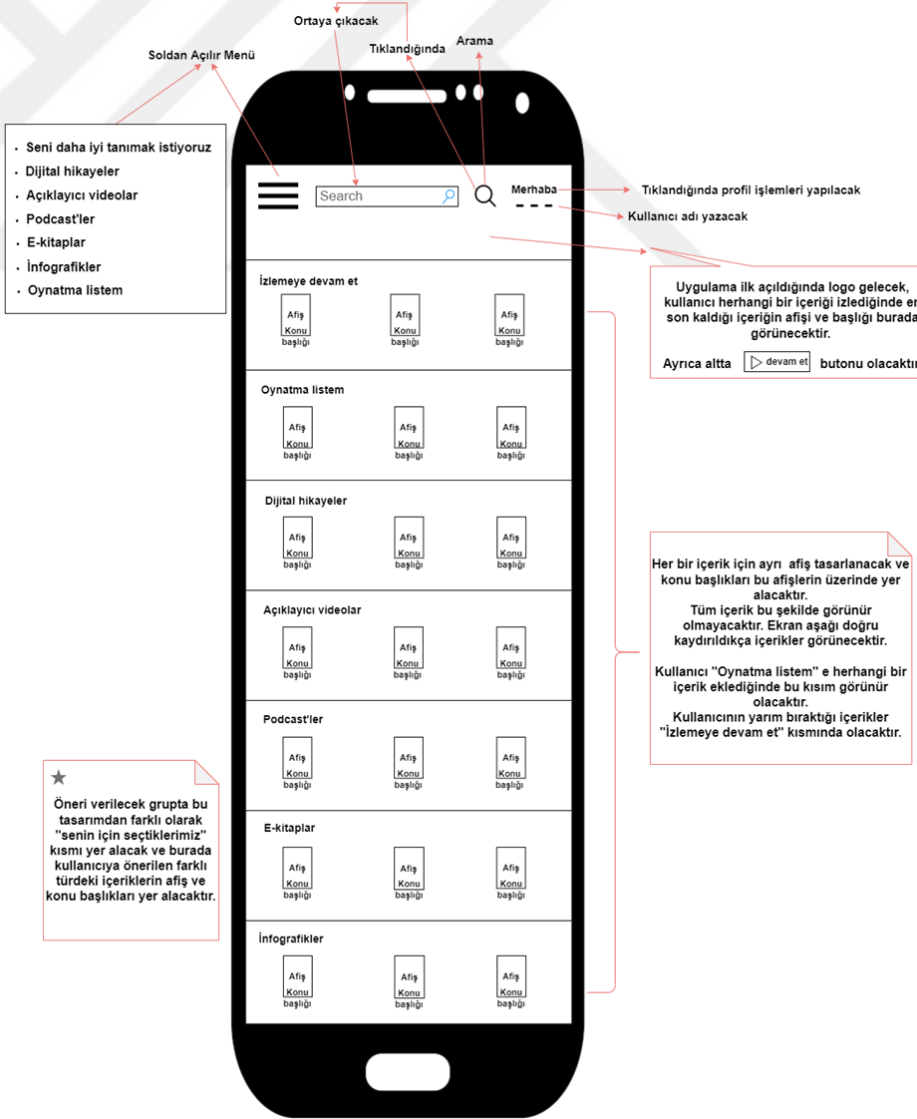 Ortaya çıkacak
Tıklandığında
Arama
Soldan Açılır Menü
Seni daha iyi tanımak istiyoruz
Dijital hikayeler
Açıklayıcı videolar
Podcast'ler
E-kitaplar
İnfografikler
Oynatma listem
Search
Merhaba
Tıklandığında profil işlemleri yapılacak
Kullanıcı adı yazacak
Uygulama ilk açıldığında logo gelecek,
kullanıcı herhangi bir içeriği izlediğinde
son kaldığı içeriğin afişi ve başlığı burada
görünecektir.
Ayrıca altta devam et butonu olacaktır
İzlemeye devam et
Afiş Afiş Afiş
Konu Konu Konu
başlığı başlığı başlığı
Oynatma listem
Afiş Afiş Afiş
Konu Konu Konu
başlığı başlığı başlığı
Dijital hikayeler
Afiş Afiş Afiş
Konu Konu Konu
başlığı başlığı başlığı
Açıklayıcı videolar
Afiş Afiş Afiş
Konu Konu Konu
başlığı başlığı başlığı
Podcast'ler
Afiş Afiş Afiş
Konu Konu Konu
başlığı başlığı başlığı
E-kitaplar
Afiş Afiş Afiş
Konu Konu Konu
başlığı başlığı başlığı
İnfografikler
Afiş Afiş Afiş
Konu Konu Konu
başlığı başlığı başlığı
Her bir içerik için ayrı afiş tasarlanacak ve
konu başlıkları bu afişlerin üzerinde yer
alacaktır.
Tüm içerik bu şekilde görünür
olmayacaktır. Ekran aşağı doğru
kaydırıldıkça içerikler görünecektir.
Kullanıcı "Oynatma listem" e herhangi bir
içerik eklediğinde bu kısım görünür
olacaktır.
Kullanıcının yarım bıraktığı içerikler
"İzlemeye devam et" kısmında olacaktır.
Öneri verilecek grupta bu
tasarımdan farklı olarak
"senin için seçtiklerimiz"
kısmı yer alacak ve burada
kullanıcıya önerilen farklı
türdeki içeriklerin afiş ve
konu başlıkları yer alacaktır.